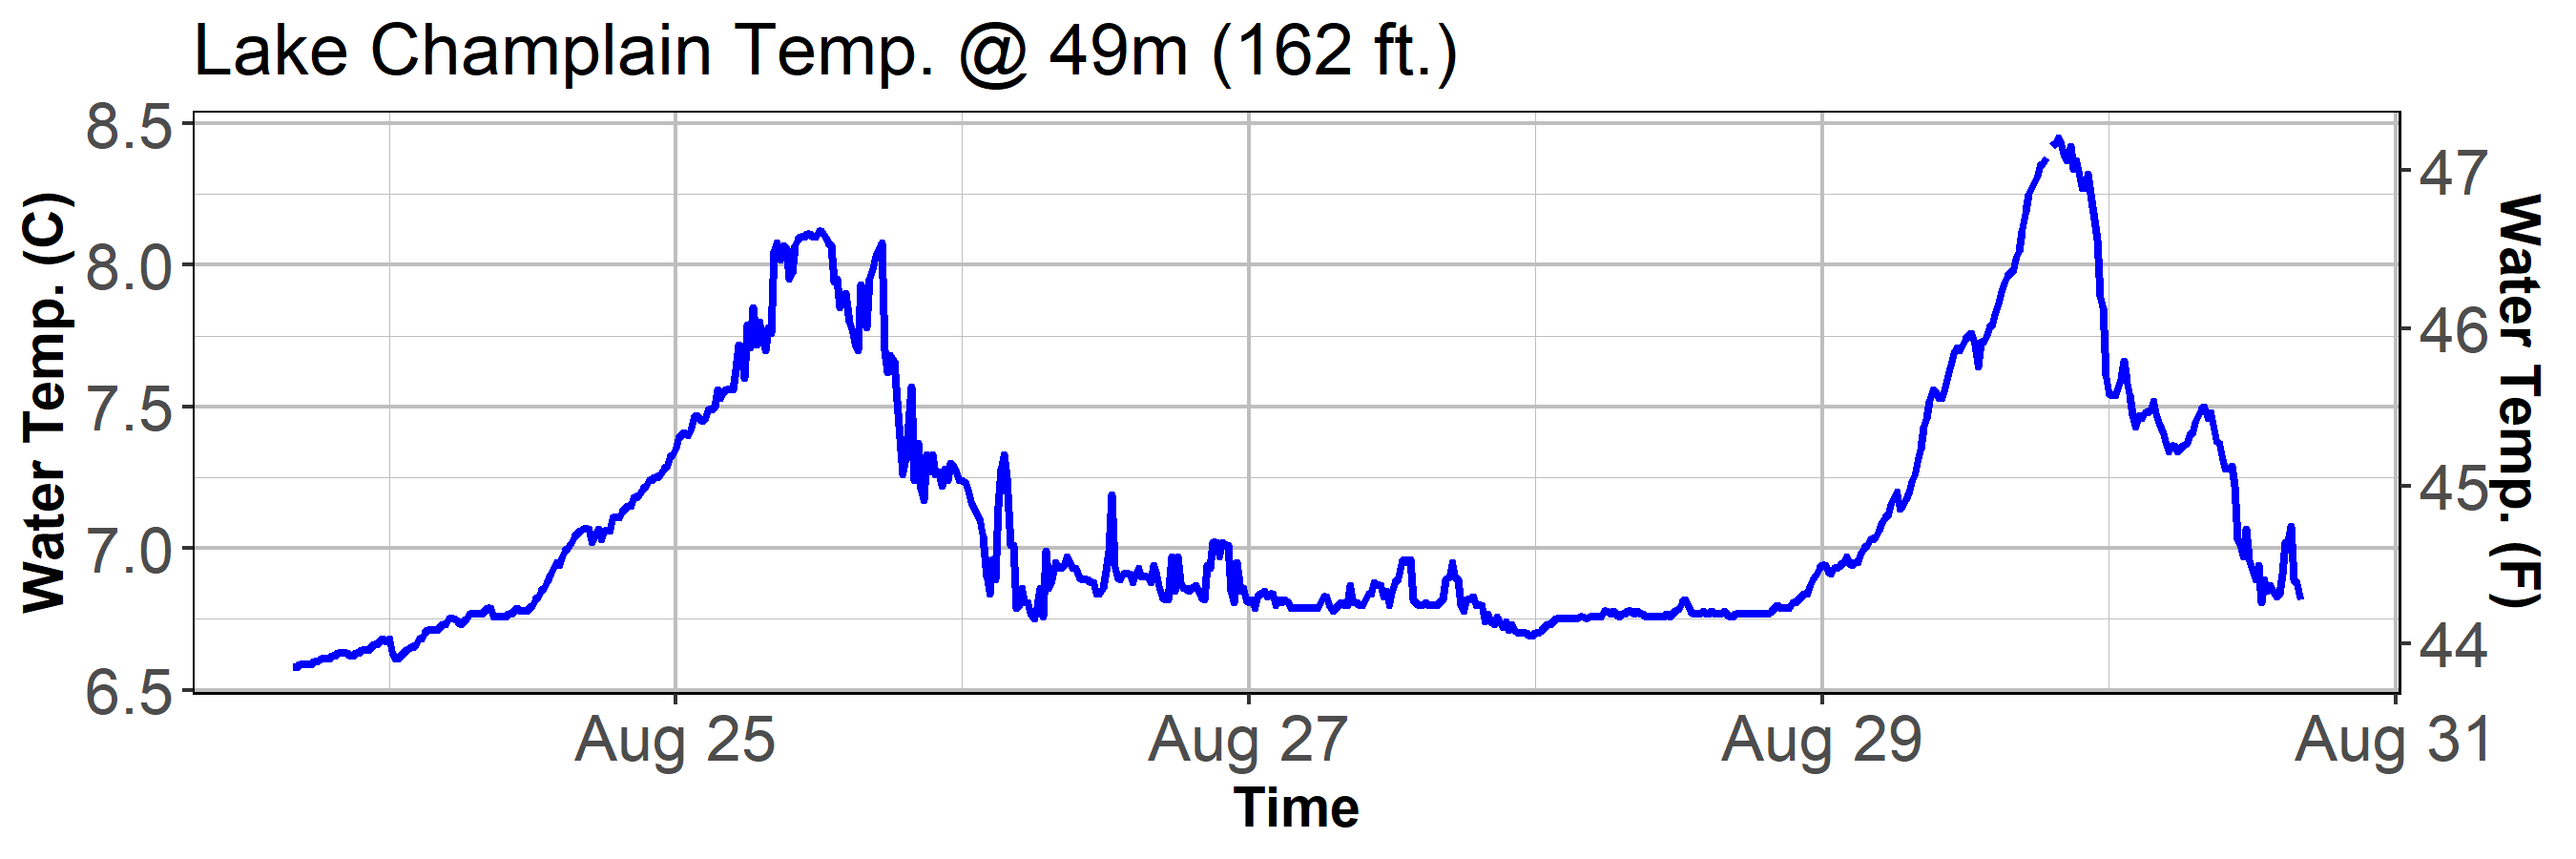 Lake Champlain Temp. @ 49m (162 ft.)
Water Temp. (C)
8.5
8.0
7.5
7.0
6.5
47
46
45
44
Water Temp. (F)
Aug 25 Aug 27 Aug 29 Aug 31
Time